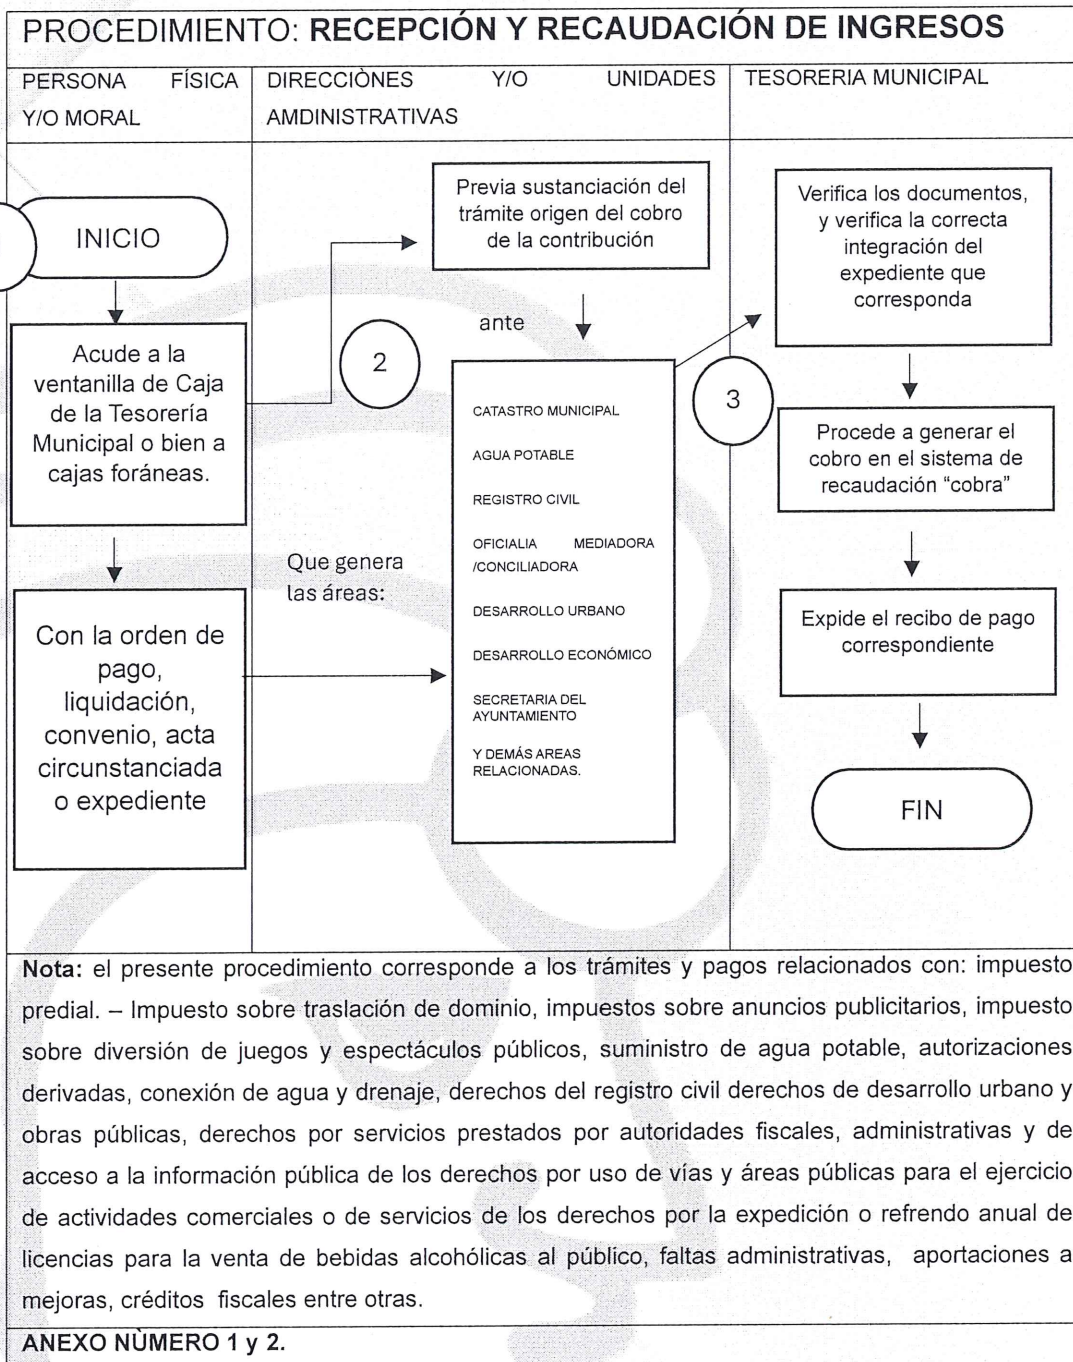 PROCEDIMIENTO: RECEPCIÓN Y RECAUDACIÓN DE INGRESOS
PERSONA FÍSICA
Y/O MORAL
DIRECCIÒNES Y/O UNIDADES
AMDINISTRATIVAS
TESORERIA MUNICIPAL
INICIO
Acude a la
ventanilla de Caja
de la Tesorería
Municipal o bien a
cajas foráneas.
Con la orden de
pago,
liquidación,
convenio, acta
circunstanciada
o expediente
2
Previa sustanciación del
trámite origen del cobro
de la contribución
ante
Que genera
las áreas:
CATASTRO MUNICIPAL
AGUA POTABLE
REGISTRO CIVIL
OFICIALIA MEDIADORA
/CONCILIADORA
DESARROLLO URBANO
DESARROLLO ECONÓMICO
SECRETARIA DEL
AYUNTAMIENTO
Y DEMÁS AREAS
RELACIONADAS.
3
Verifica los documentos,
y verifica la correcta
integración del
expediente que
corresponda
Procede a generar el
cobro en el sistema de
recaudación “cobra”
Expide el recibo de pago
correspondiente
FIN
Nota: el presente procedimiento corresponde a los trámites y pagos relacionados con: impuesto
predial. – Impuesto sobre traslación de dominio, impuestos sobre anuncios publicitarios, impuesto
sobre diversión de juegos y espectáculos públicos, suministro de agua potable, autorizaciones
derivadas, conexión de agua y drenaje, derechos del registro civil derechos de desarrollo urbano y
obras públicas, derechos por servicios prestados por autoridades fiscales, administrativas y de
acceso a la información pública de los derechos por uso de vías y áreas públicas para el ejercicio
de actividades comerciales o de servicios de los derechos por la expedición o refrendo anual de
licencias para la venta de bebidas alcohólicas al público, faltas administrativas, aportaciones a
mejoras, créditos fiscales entre otras.
ANEXO NÙMERO 1 y 2.